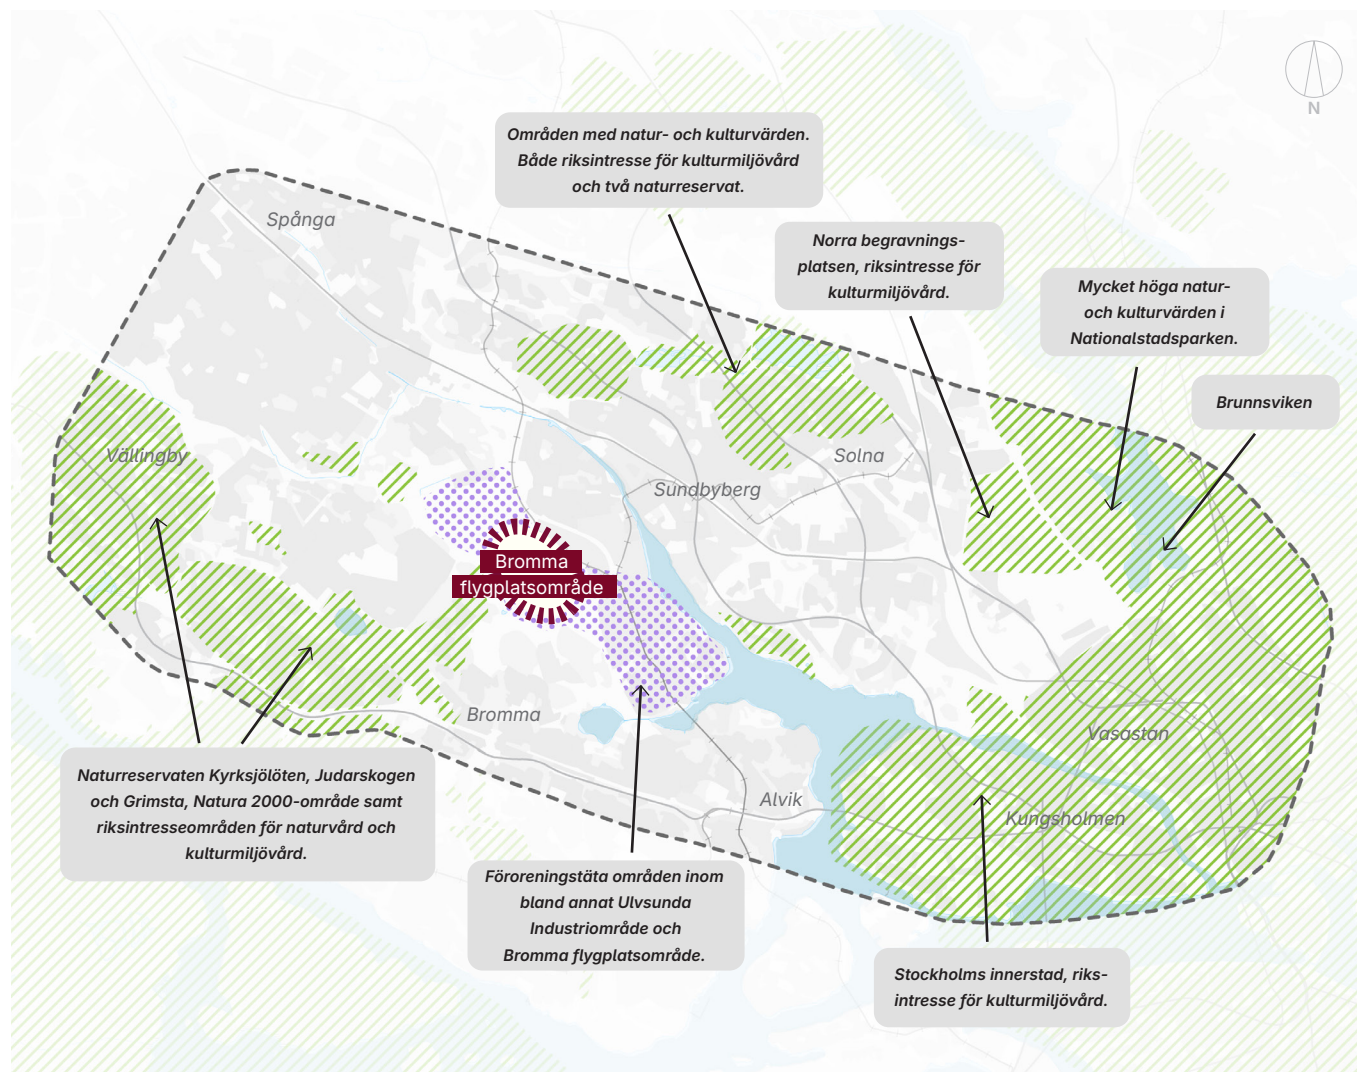 N
Områden med natur- och kulturvärden.
Både riksintresse för kulturmiljövård
och två naturreservat.
Spånga
Norra begravnings-
platsen, riksintresse för
kulturmiljövård.
Mycket höga natur-
och kulturvärden i
Nationalstadsparken.
Brunnsviken
Vällingby
Solna
Sundbyberg
Bromma
flygplatsområde
Bromma
Vasastan
Alvik
Kungsholmen
Naturreservaten Kyrksjölöten, Judarskogen
och Grimsta, Natura 2000-område samt
riksintresseområden för naturvård och
kulturmiljövård.
Föroreningstäta områden inom
bland annat Ulvsunda
Industriområde och
Bromma flygplatsområde.
Stockholms innerstad, riks-
intresse för kulturmiljövård.